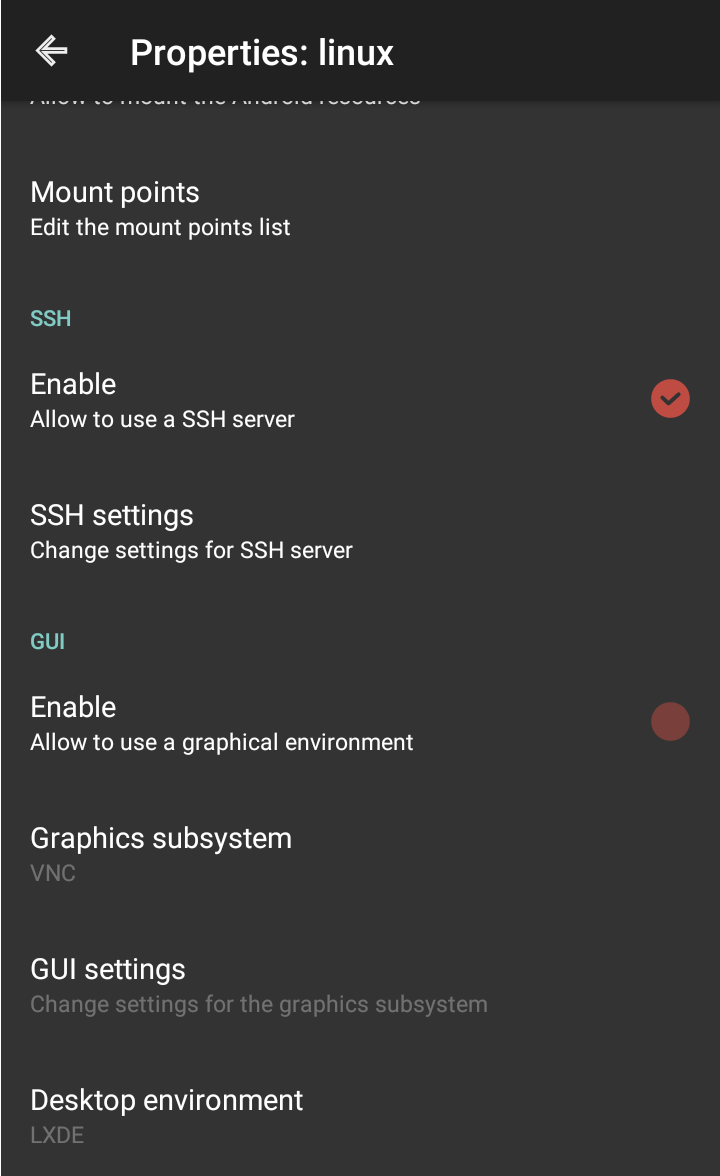 Properties: linux
Allow to mount the Android resources
Mount points
Edit the mount points list
SSH
Enable
Allow to use a SSH server
SSH settings
Change settings for SSH server
GUI
Enable
Allow to use a graphical environment
Graphics subsystem
VNC
GUI settings
Change settings for the graphics subsystem
Desktop environment
LXDE